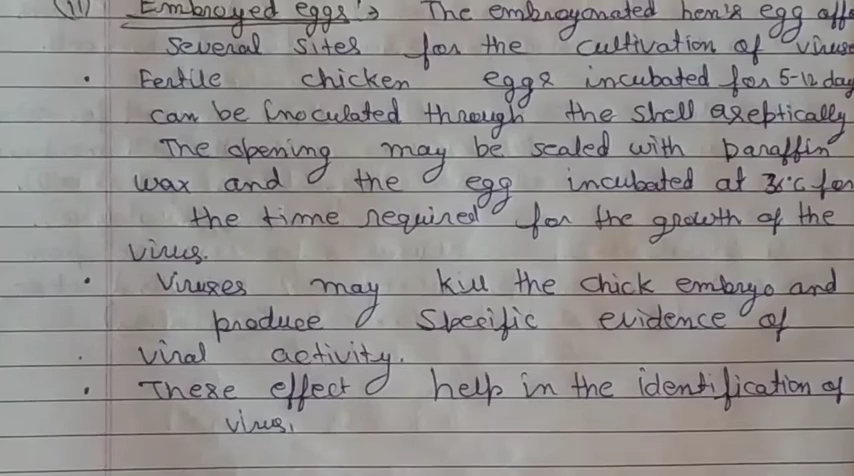 (ii) Embroyed eggs :→ The embroyonated hen's egg offe
several sites for the cultivation of viruse
• Fertile chicken eggs incubated for 5-12 day
can be inoculated through the shell aseptically
The opening may be sealed with paraffin
wax and the egg incubated at 36°C for
the time required for the growth of the
virus.
• Viruses may kill the chick embryo and
produce specific evidence of
• viral activity.
• These effect help in the identification of
virus.